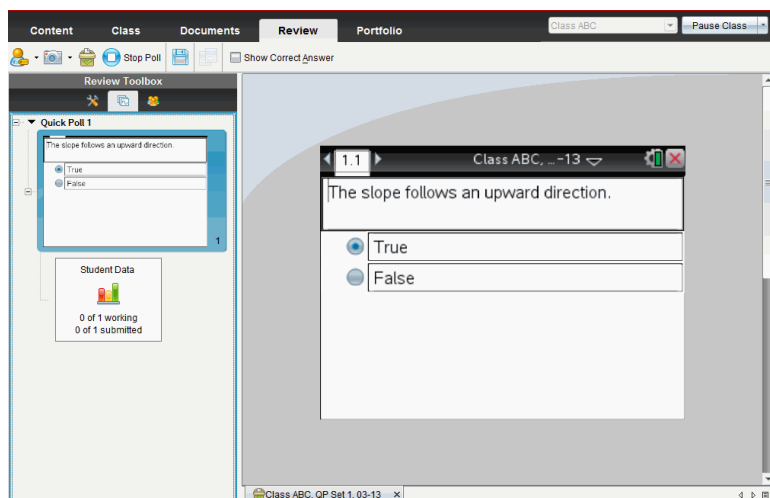 Content Class Documents Review Portfolio Class ABC Pause Class
Stop Poll Show Correct Answer
Review Toolbox
Quick Poll 1
The slope follows an upward direction.
True
False
1
Student Data
0 of 1 working
0 of 1 submitted
1.1 Class ABC, ...-13
The slope follows an upward direction.
True
False
Class ABC, QP Set 1, 03-13